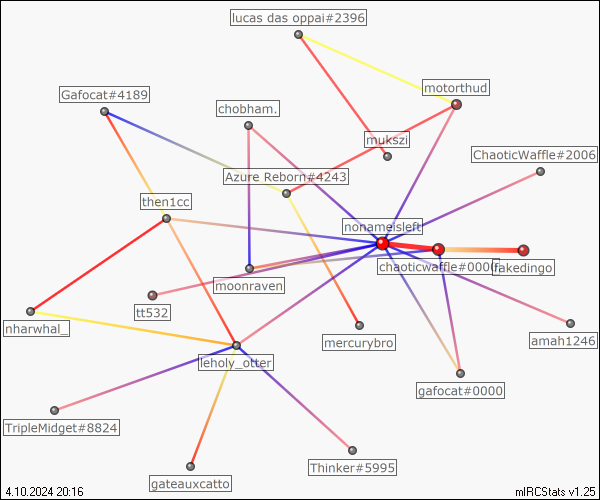 lucas das oppai#2396
motorthud
Gafocat#4189
chobham.
mukszi
ChaoticWaffle#2006
Azure Reborn#4243
then1cc
nonameisleft
chaoticwaffle#0000
fakedingo
moonraven
tt532
nharwhal_
mercurybro
amah1246
leholy_otter
gafocat#0000
TripleMidget#8824
Thinker#5995
gateauxcatto
4.10.2024 20:16
mIRCStats v1.25